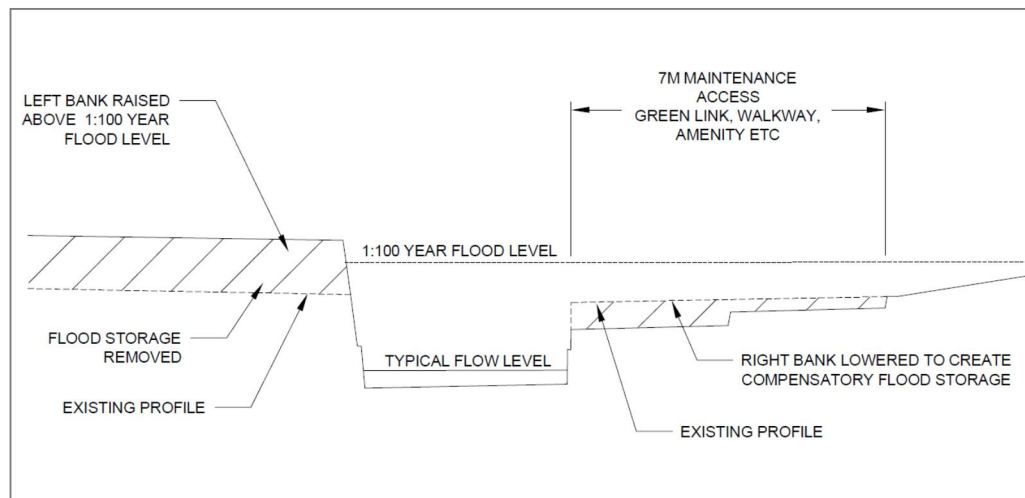 7M MAINTENANCE
ACCESS
GREEN LINK, WALKWAY,
AMENITY ETC
LEFT BANK RAISED
ABOVE 1:100 YEAR
FLOOD LEVEL
1:100 YEAR FLOOD LEVEL
FLOOD STORAGE
REMOVED
TYPICAL FLOW LEVEL
RIGHT BANK LOWERED TO CREATE
COMPENSATORY FLOOD STORAGE
EXISTING PROFILE
EXISTING PROFILE